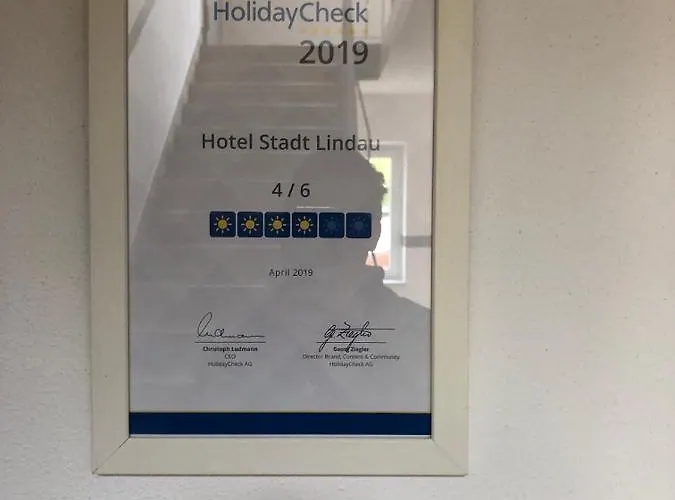 HolidayCheck
2019
Hotel Stadt Lindau
4 / 6
April 2019
Christoph Ludmann
CEO
HolidayCheck AG
Georg Ziegler
Director Brand, Content & Community
HolidayCheck AG